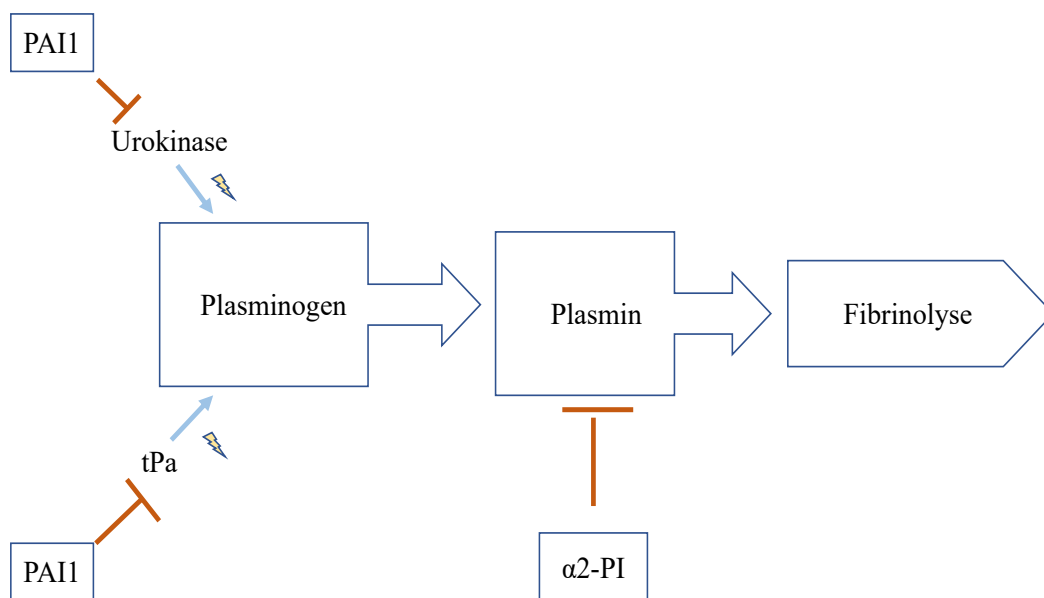 PAI1
Urokinase
Plasminogen
Plasmin
Fibrinolyse
tPa
PAI1
α2-PI